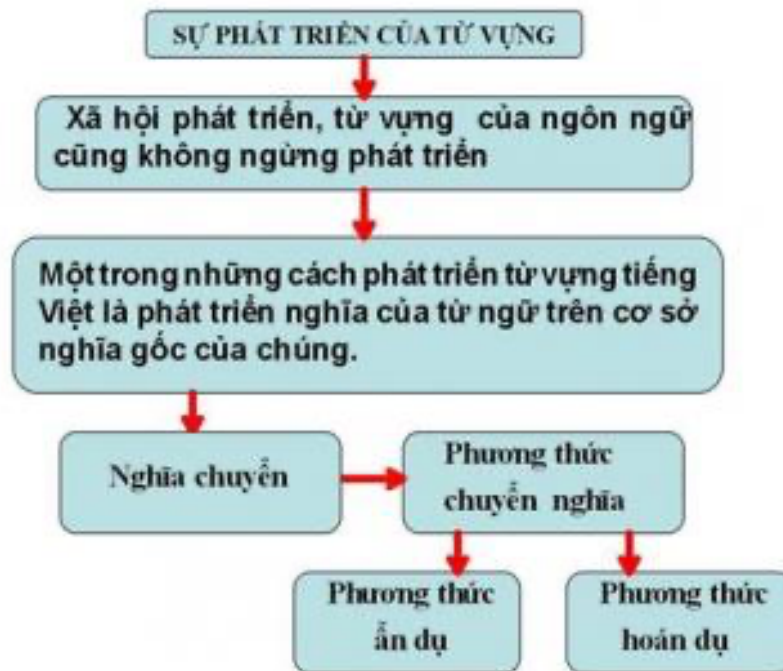 SỰ PHÁT TRIỂN CỦA TỪ VỰNG
Xã hội phát triển, từ vựng của ngôn ngữ
cũng không ngừng phát triển
Một trong những cách phát triển từ vựng tiếng
Việt là phát triển nghĩa của từ ngữ trên cơ sở
nghĩa gốc của chúng.
Nghĩa chuyển
Phương thức
chuyển nghĩa
Phương thức
ẩn dụ
Phương thức
hoán dụ